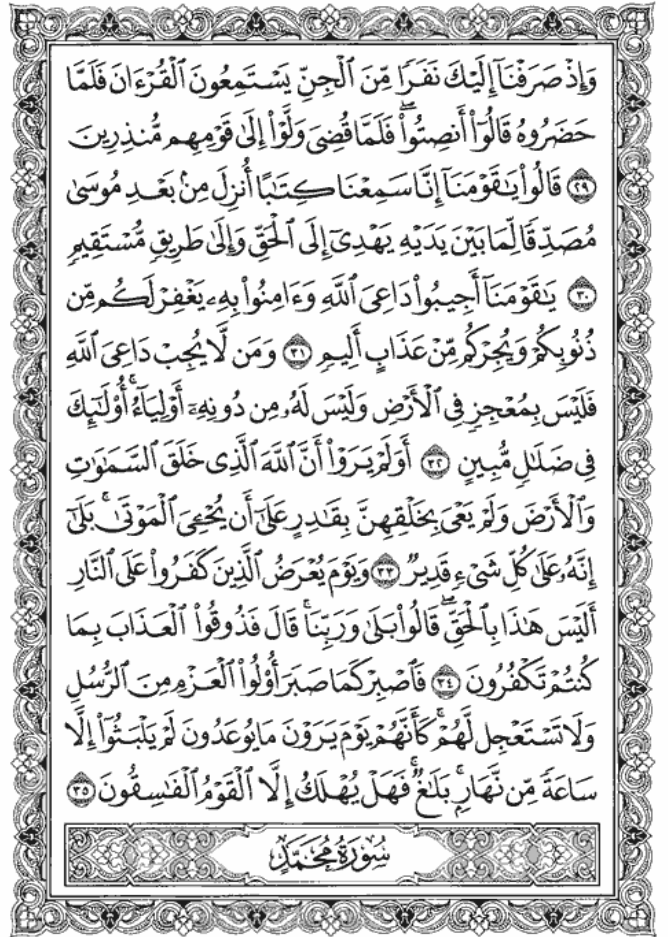 وَإِذْ صَرَفْنَآ إِلَيْكَ نَفَرًا مِّنَ ٱلْجِنِّ يَسْتَمِعُونَ ٱلْقُرْءَانَ فَلَمَّا
حَضَرُوهُ قَالُوٓا۟ أَنصِتُوا۟ۖ فَلَمَّا قُضِىَ وَلَّوْا۟ إِلَىٰ قَوْمِهِم مُّنذِرِينَ
٢٩ قَالُوا۟ يَٰقَوْمَنَآ إِنَّا سَمِعْنَا كِتَٰبًا أُنزِلَ مِنۢ بَعْدِ مُوسَىٰ
مُصَدِّقًا لِّمَا بَيْنَ يَدَيْهِ يَهْدِىٓ إِلَى ٱلْحَقِّ وَإِلَىٰ طَرِيقٍ مُّسْتَقِيمٍ
٣٠ يَٰقَوْمَنَآ أَجِيبُوا۟ دَاعِىَ ٱللَّهِ وَءَامِنُوا۟ بِهِۦ يَغْفِرْ لَكُم مِّن
ذُنُوبِكُمْ وَيُجِرْكُم مِّنْ عَذَابٍ أَلِيمٍ ٣١ وَمَن لَّا يُجِبْ دَاعِىَ ٱللَّهِ
فَلَيْسَ بِمُعْجِزٍ فِى ٱلْأَرْضِ وَلَيْسَ لَهُۥ مِن دُونِهِۦٓ أَوْلِيَآءُۚ أُو۟لَٰٓئِكَ
فِى ضَلَٰلٍ مُّبِينٍ ٣٢ أَوَلَمْ يَرَوْا۟ أَنَّ ٱللَّهَ ٱلَّذِى خَلَقَ ٱلسَّمَٰوَٰتِ
وَٱلْأَرْضَ وَلَمْ يَعْىَ بِخَلْقِهِنَّ بِقَٰدِرٍ عَلَىٰٓ أَن يُحْـِۧىَ ٱلْمَوْتَىٰۚ بَلَىٰٓ
إِنَّهُۥ عَلَىٰ كُلِّ شَىْءٍ قَدِيرٌ ٣٣ وَيَوْمَ يُعْرَضُ ٱلَّذِينَ كَفَرُوا۟ عَلَى ٱلنَّارِ
أَلَيْسَ هَٰذَا بِٱلْحَقِّۖ قَالُوا۟ بَلَىٰ وَرَبِّنَاۚ قَالَ فَذُوقُوا۟ ٱلْعَذَابَ بِمَا
كُنتُمْ تَكْفُرُونَ ٣٤ فَٱصْبِرْ كَمَا صَبَرَ أُو۟لُوا۟ ٱلْعَزْمِ مِنَ ٱلرُّسُلِ
وَلَا تَسْتَعْجِل لَّهُمْۚ كَأَنَّهُمْ يَوْمَ يَرَوْنَ مَا يُوعَدُونَ لَمْ يَلْبَثُوٓا۟ إِلَّا
سَاعَةً مِّن نَّهَارٍۭۚ بَلَٰغٌۚ فَهَلْ يُهْلَكُ إِلَّا ٱلْقَوْمُ ٱلْفَٰسِقُونَ ٣٥
سُورَةُ مُحَمَّدٍ